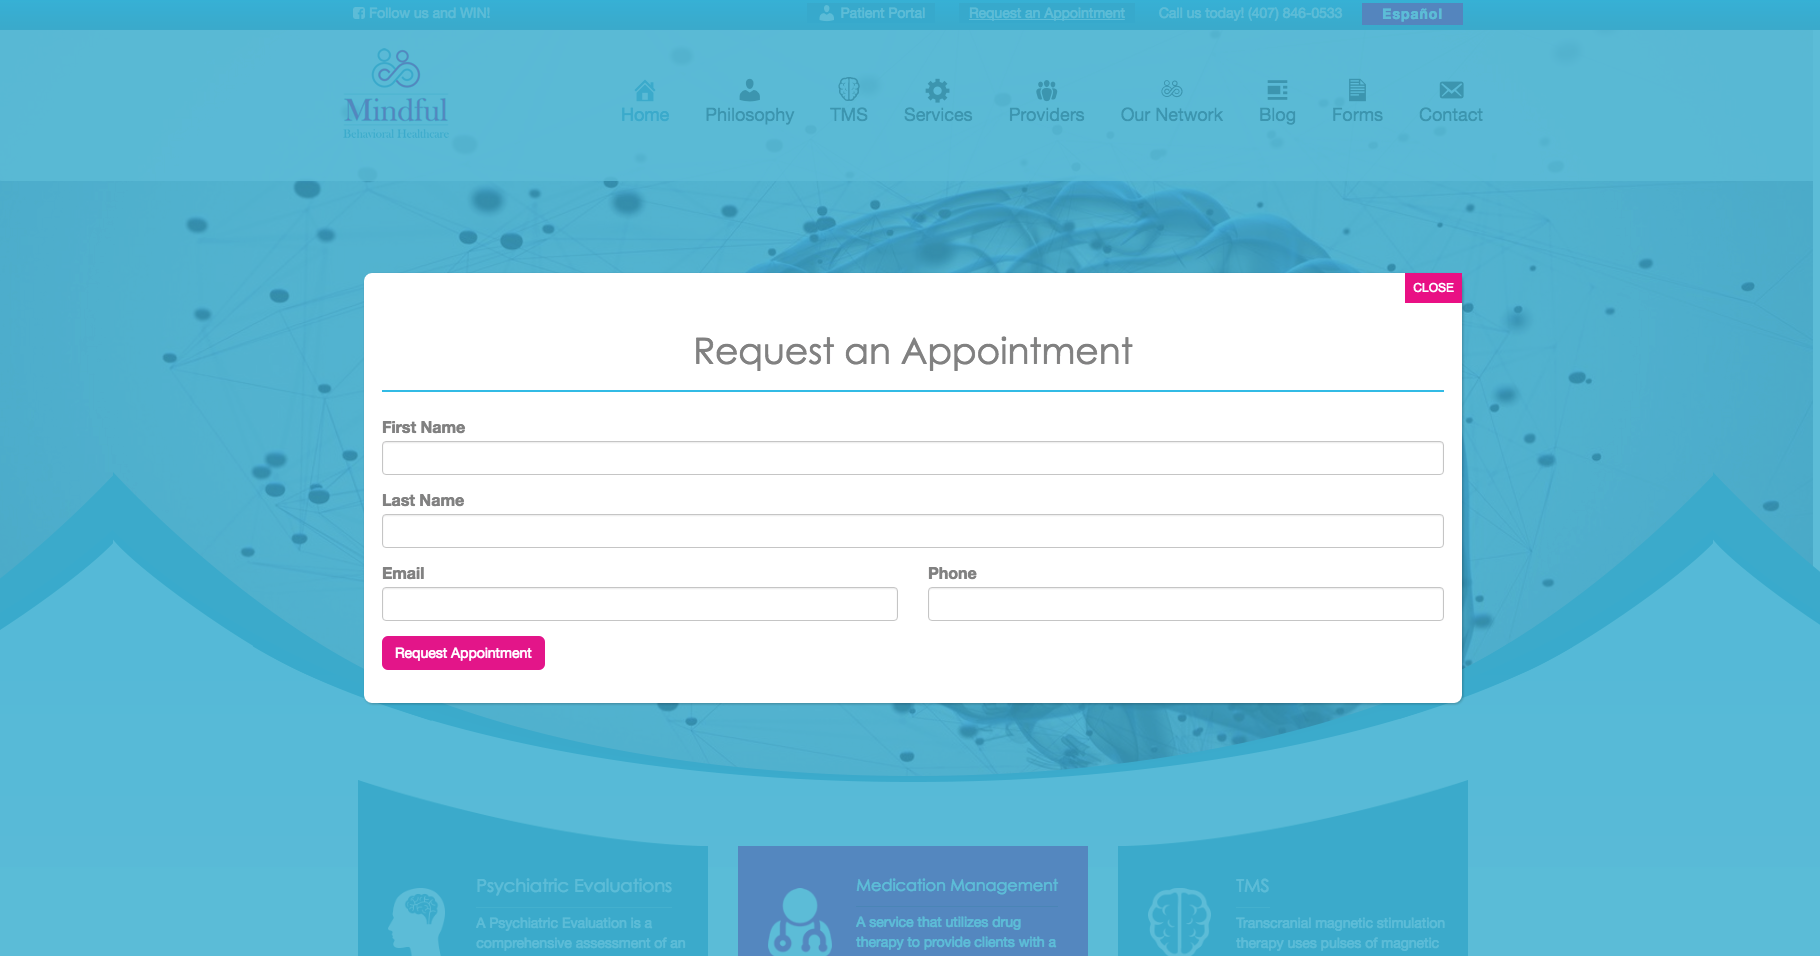 Follow us and WIN!
Patient Portal
Request an Appointment
Call us today! (407) 846-0533
Español
Mindful
Behavioral Healthcare
Home
Philosophy
TMS
Services
Providers
Our Network
Blog
Forms
Contact
CLOSE
Request an Appointment
First Name
Last Name
Email
Phone
Request Appointment
Psychiatric Evaluations
A Psychiatric Evaluation is a
comprehensive assessment of an
Medication Management
A service that utilizes drug
therapy to provide clients with a
TMS
Transcranial magnetic stimulation
therapy uses pulses of magnetic